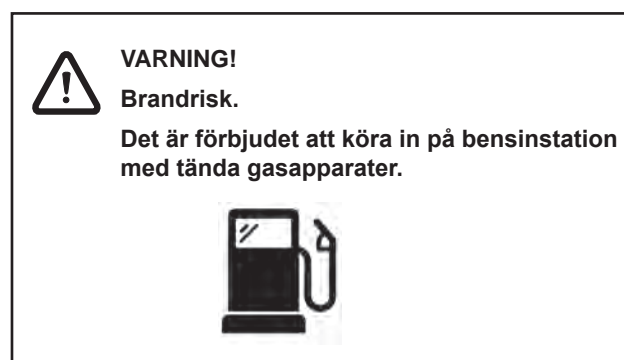 VARNING!
Brandrisk.
Det är förbjudet att köra in på bensinstation
med tända gasapparater.